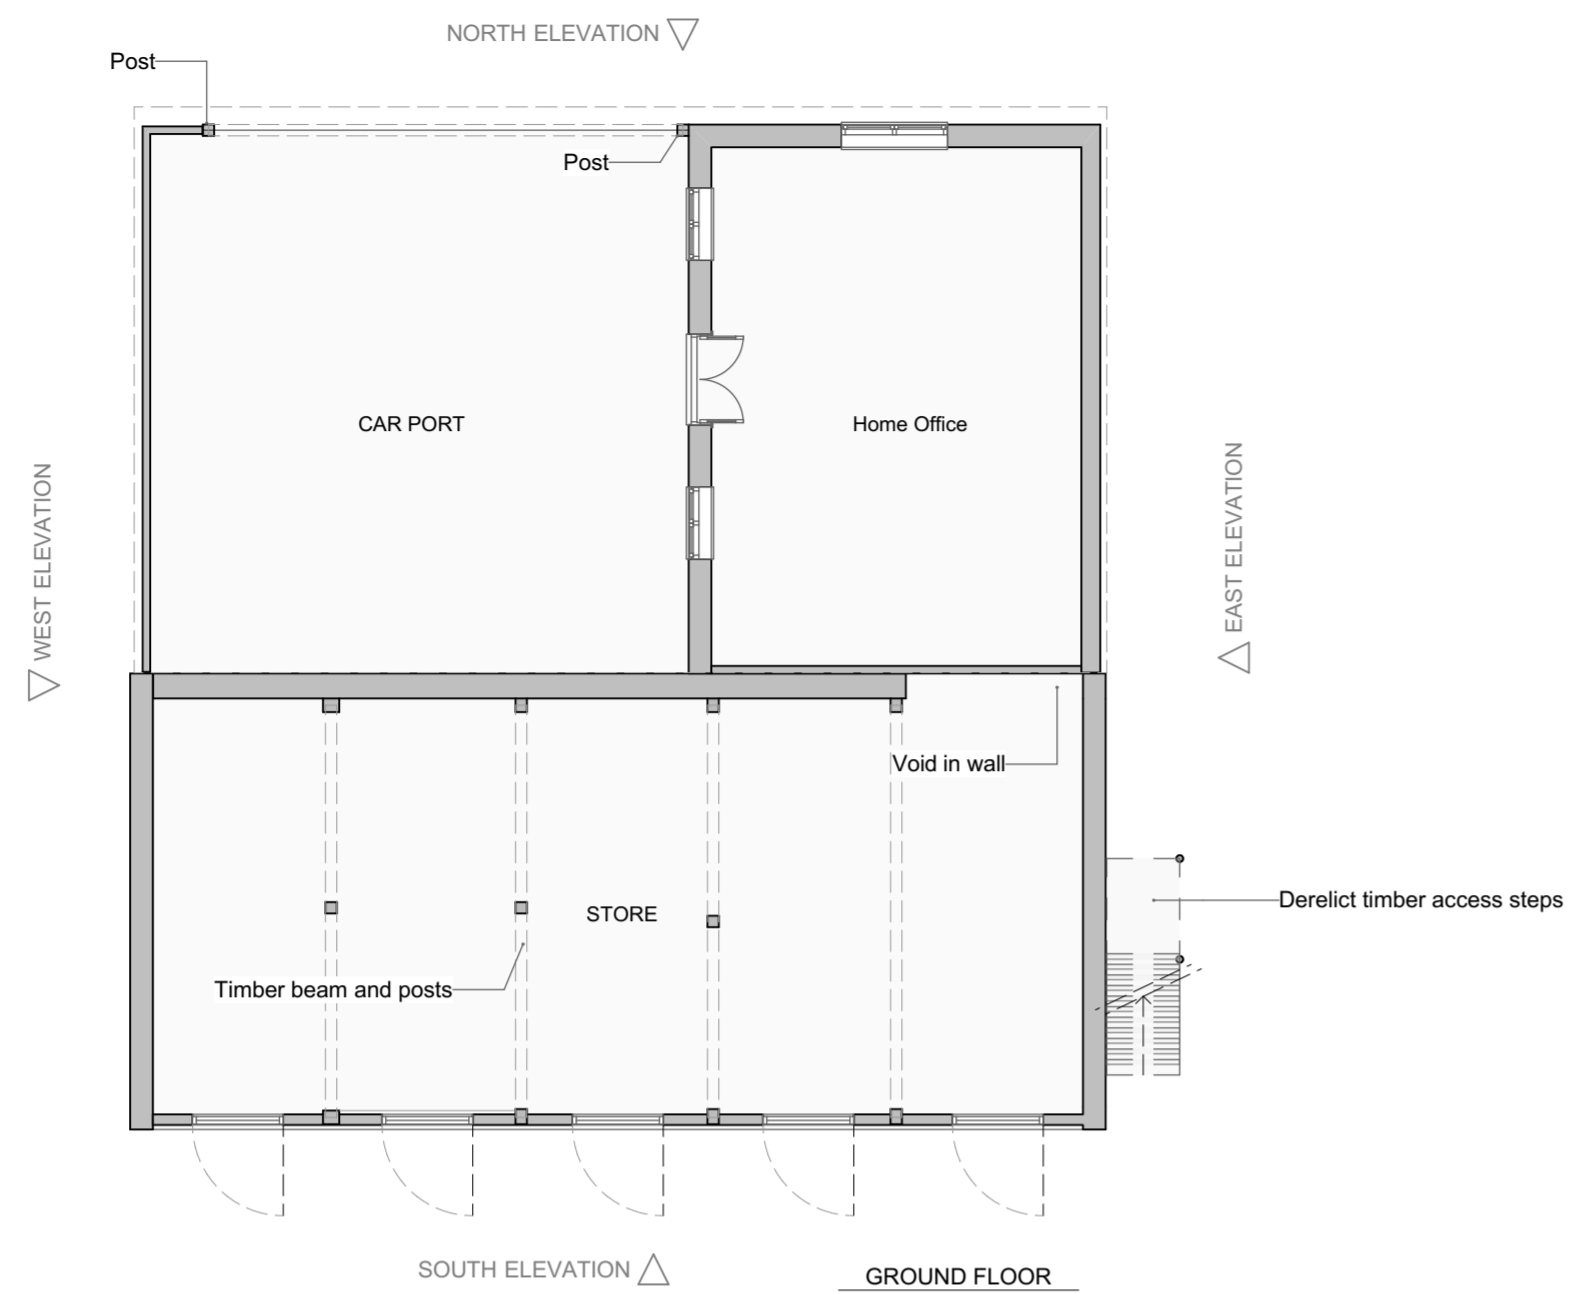 NORTH ELEVATION
Post
Post
CAR PORT
Home Office
WEST ELEVATION
EAST ELEVATION
Void in wall
Derelict timber access steps
STORE
Timber beam and posts
SOUTH ELEVATION
GROUND FLOOR